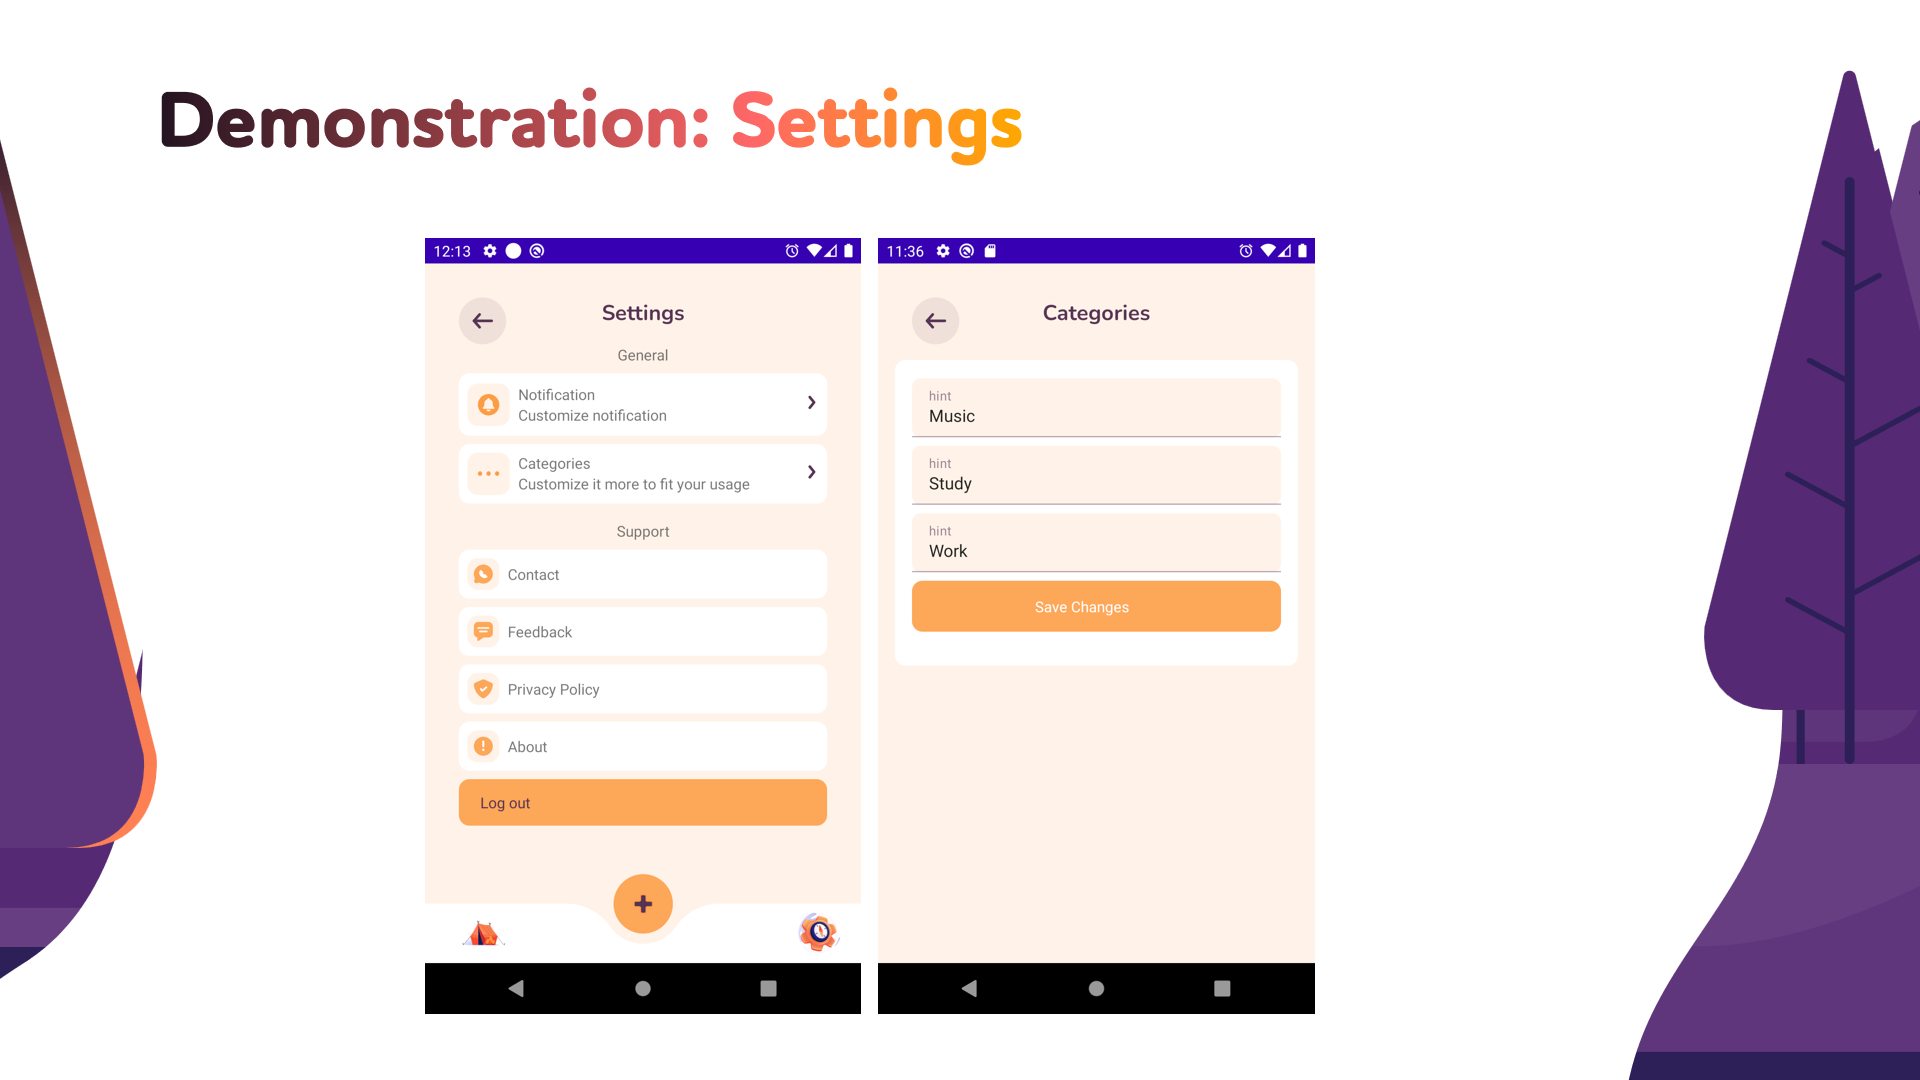 Demonstration: Settings
12:13
Settings
General
Notification
Customize notification
Categories
Customize it more to fit your usage
Support
Contact
Feedback
Privacy Policy
About
Log out
11:36
Categories
hint
Music
hint
Study
hint
Work
Save Changes